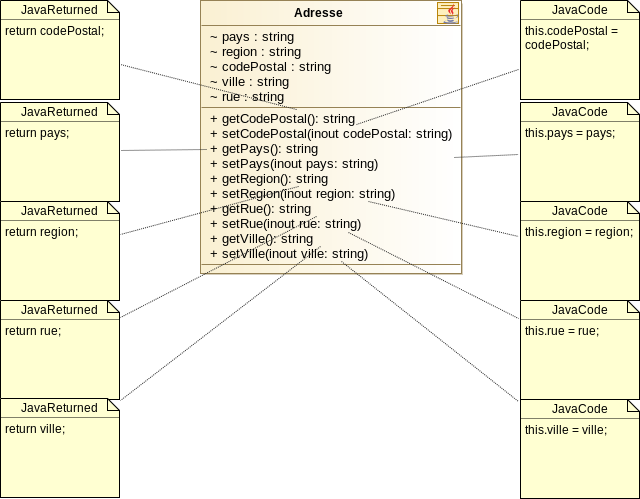 JavaReturned
return codePostal;
JavaReturned
return pays;
JavaReturned
return region;
JavaReturned
return rue;
JavaReturned
return ville;
Adresse
~ pays : string
~ region : string
~ codePostal : string
~ ville : string
~ rue : string
+ getCodePostal(): string
+ setCodePostal(inout codePostal: string)
+ getPays(): string
+ setPays(inout pays: string)
+ getRegion(): string
+ setRegion(inout region: string)
+ getRue(): string
+ setRue(inout rue: string)
+ getVille(): string
+ setVille(inout ville: string)
JavaCode
this.codePostal =
codePostal;
JavaCode
this.pays = pays;
JavaCode
this.region = region;
JavaCode
this.rue = rue;
JavaCode
this.ville = ville;